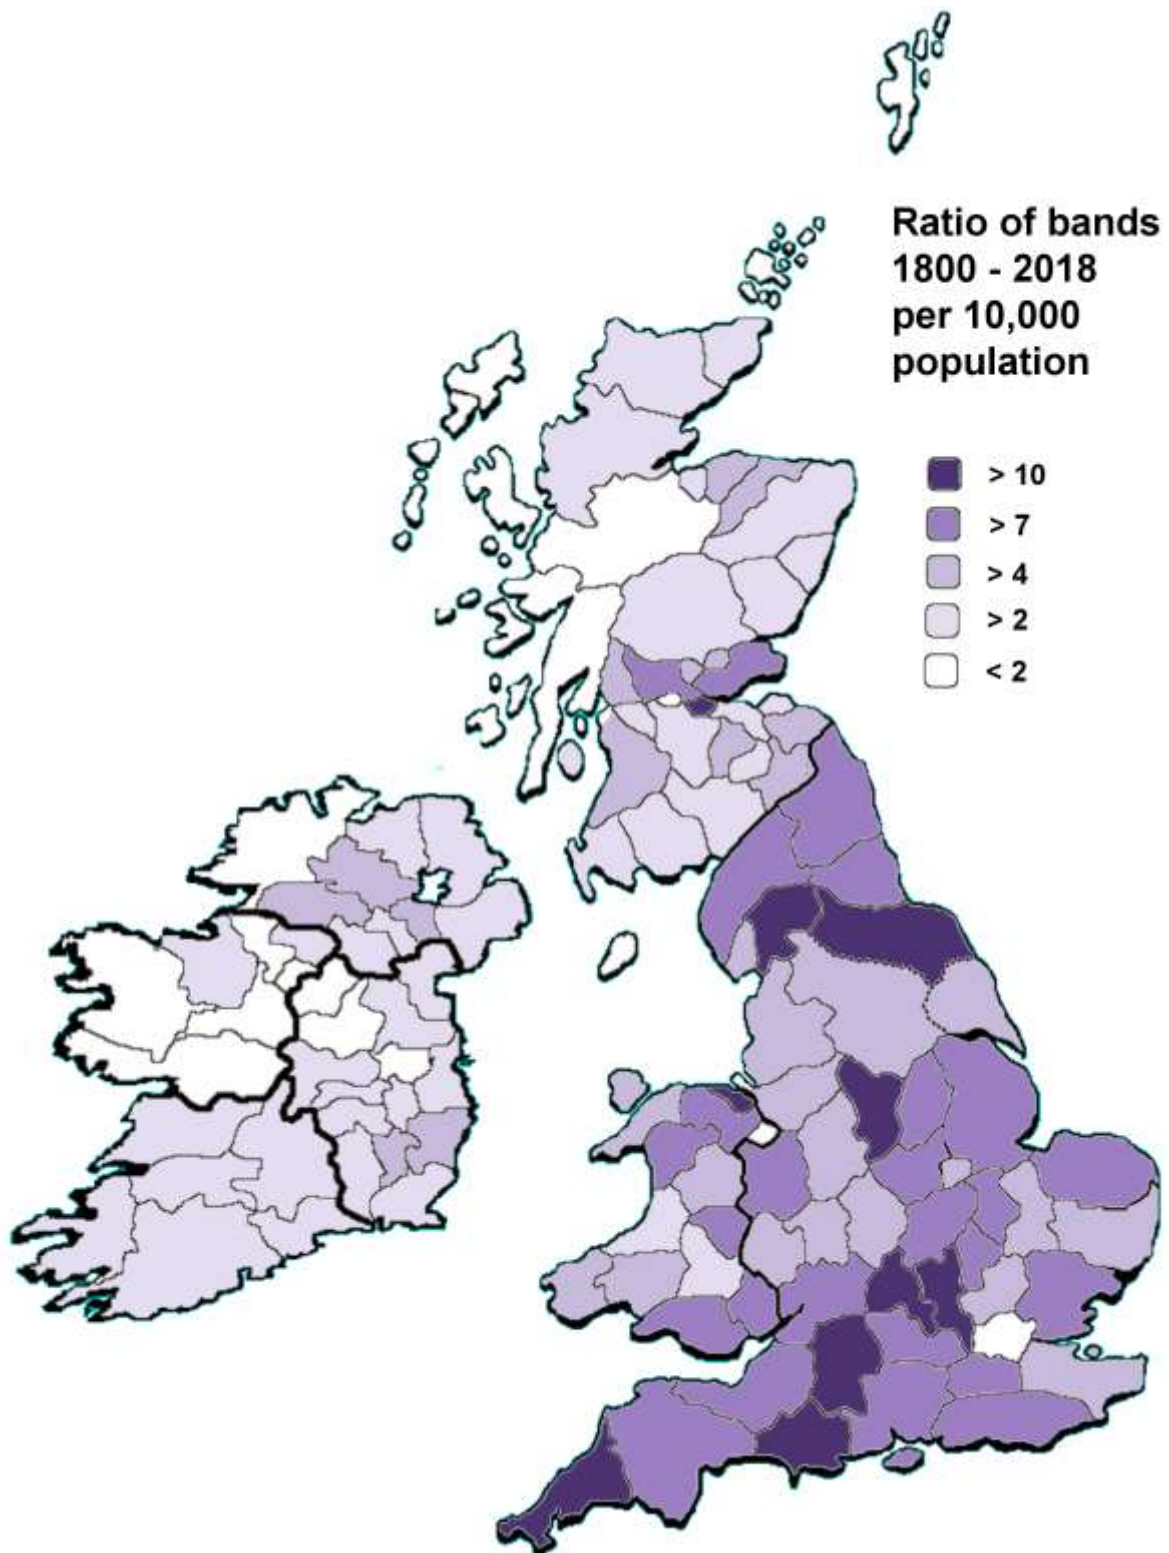 Ratio of bands
1800 - 2018
per 10,000
population
> 10
> 7
> 4
> 2
< 2